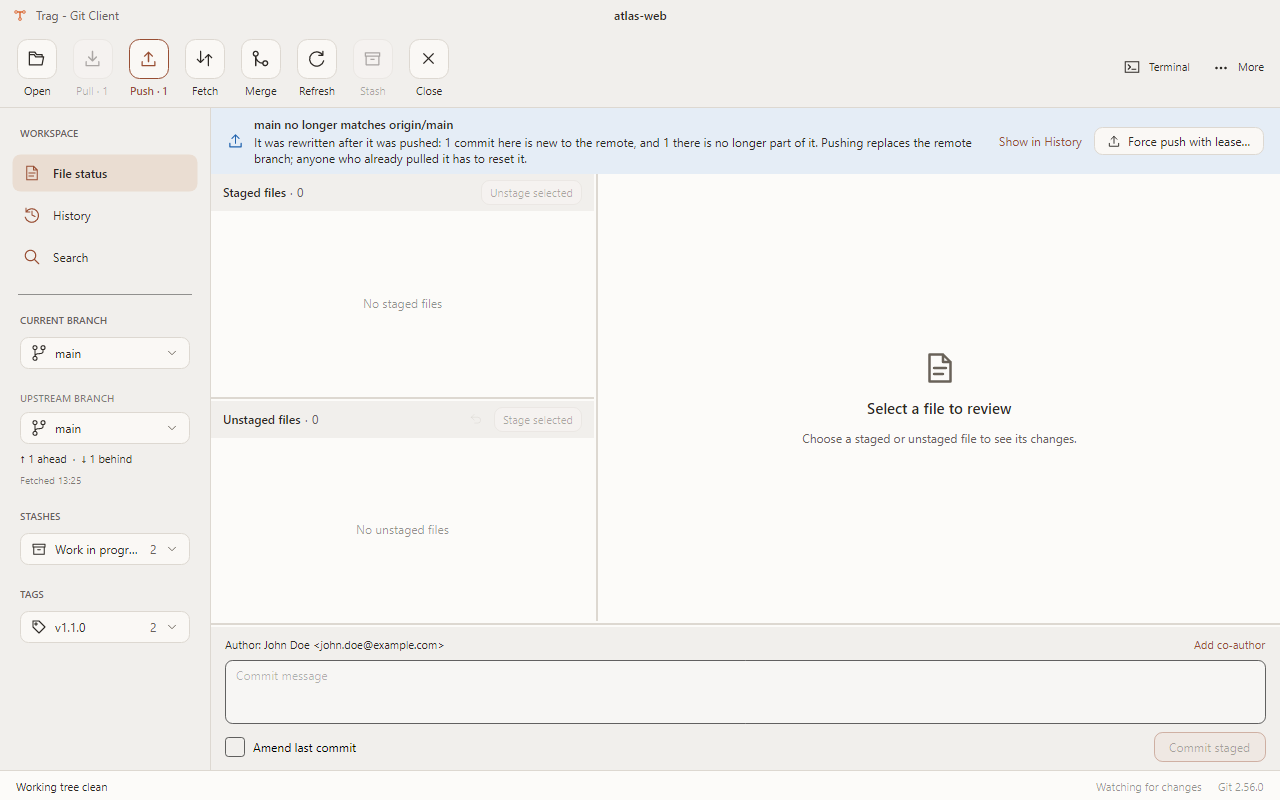 Trag - Git Client
atlas-web
Open
Pull · 1
Push · 1
Fetch
Merge
Refresh
Stash
Close
Terminal
More
WORKSPACE
File status
History
Search
CURRENT BRANCH
main
UPSTREAM BRANCH
main
↑ 1 ahead · ↓ 1 behind
Fetched 13:25
STASHES
Work in progr... 2
TAGS
v1.1.0 2
main no longer matches origin/main
It was rewritten after it was pushed: 1 commit here is new to the remote, and 1 there is no longer part of it. Pushing replaces the remote
branch; anyone who already pulled it has to reset it.
Show in History
Force push with lease...
Staged files · 0
Unstage selected
No staged files
Unstaged files · 0
Stage selected
No unstaged files
Select a file to review
Choose a staged or unstaged file to see its changes.
Author: John Doe <john.doe@example.com>
Add co-author
Commit message
Amend last commit
Commit staged
Working tree clean
Watching for changes
Git 2.56.0